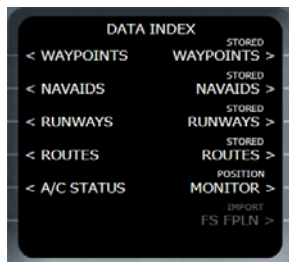 DATA INDEX
STORED
< WAYPOINTS WAYPOINTS >
STORED
< NAVAIDS NAVAIDS >
STORED
< RUNWAYS RUNWAYS >
STORED
< ROUTES ROUTES >
POSITION
< A/C STATUS MONITOR >
IMPORT
FS FPLN >